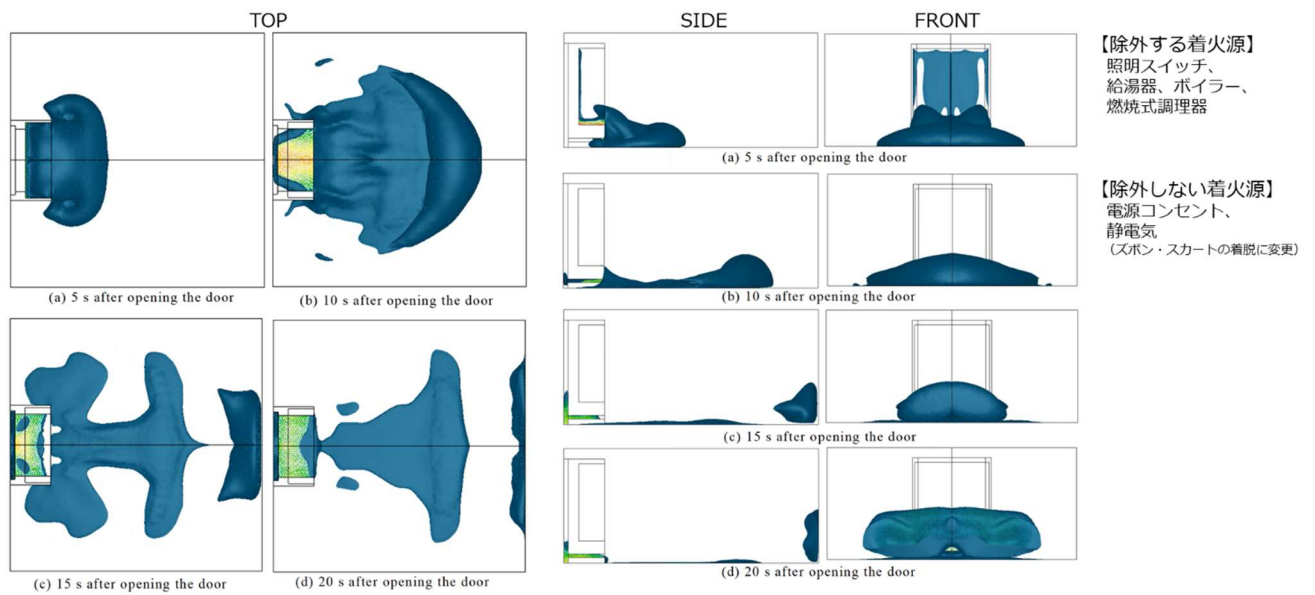 TOP
(a) 5 s after opening the door
(b) 10 s after opening the door
(c) 15 s after opening the door
(d) 20 s after opening the door
SIDE
FRONT
(a) 5 s after opening the door
(b) 10 s after opening the door
(c) 15 s after opening the door
(d) 20 s after opening the door
【除外する着火源】
照明スイッチ、
給湯器、ボイラー、
燃焼式調理器
【除外しない着火源】
電源コンセント、
静電気
（ズボン・スカートの着脱に変更）